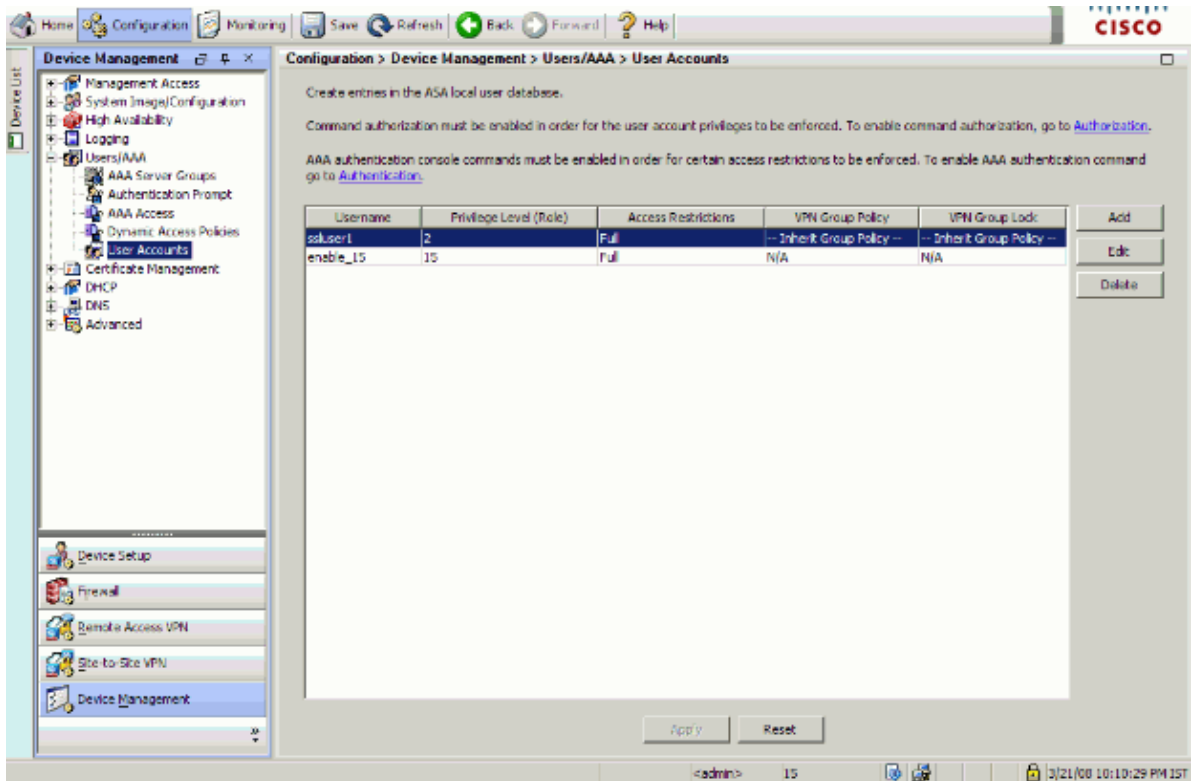 Home Configuration Monitoring Save Refresh Back Forward Help
CISCO
Device List
Device Management
Management Access
System Image/Configuration
High Availability
Logging
Users/AAA
AAA Server Groups
Authentication Prompt
AAA Access
Dynamic Access Policies
User Accounts
Certificate Management
DHCP
DNS
Advanced
Device Setup
Firewall
Remote Access VPN
Site-to-Site VPN
Device Management
Configuration > Device Management > Users/AAA > User Accounts
Create entries in the ASA local user database.
Command authorization must be enabled in order for the user account privileges to be enforced. To enable command authorization, go to Authorization.
AAA authentication console commands must be enabled in order for certain access restrictions to be enforced. To enable AAA authentication command
go to Authentication.
Username Privilege Level (Role) Access Restrictions VPN Group Policy VPN Group Lock
ssluser1 2 Full -- Inherit Group Policy -- -- Inherit Group Policy --
enable_15 15 Full N/A N/A
Add
Edit
Delete
Apply Reset
<admin> 15 3/21/08 10:10:29 PM IST